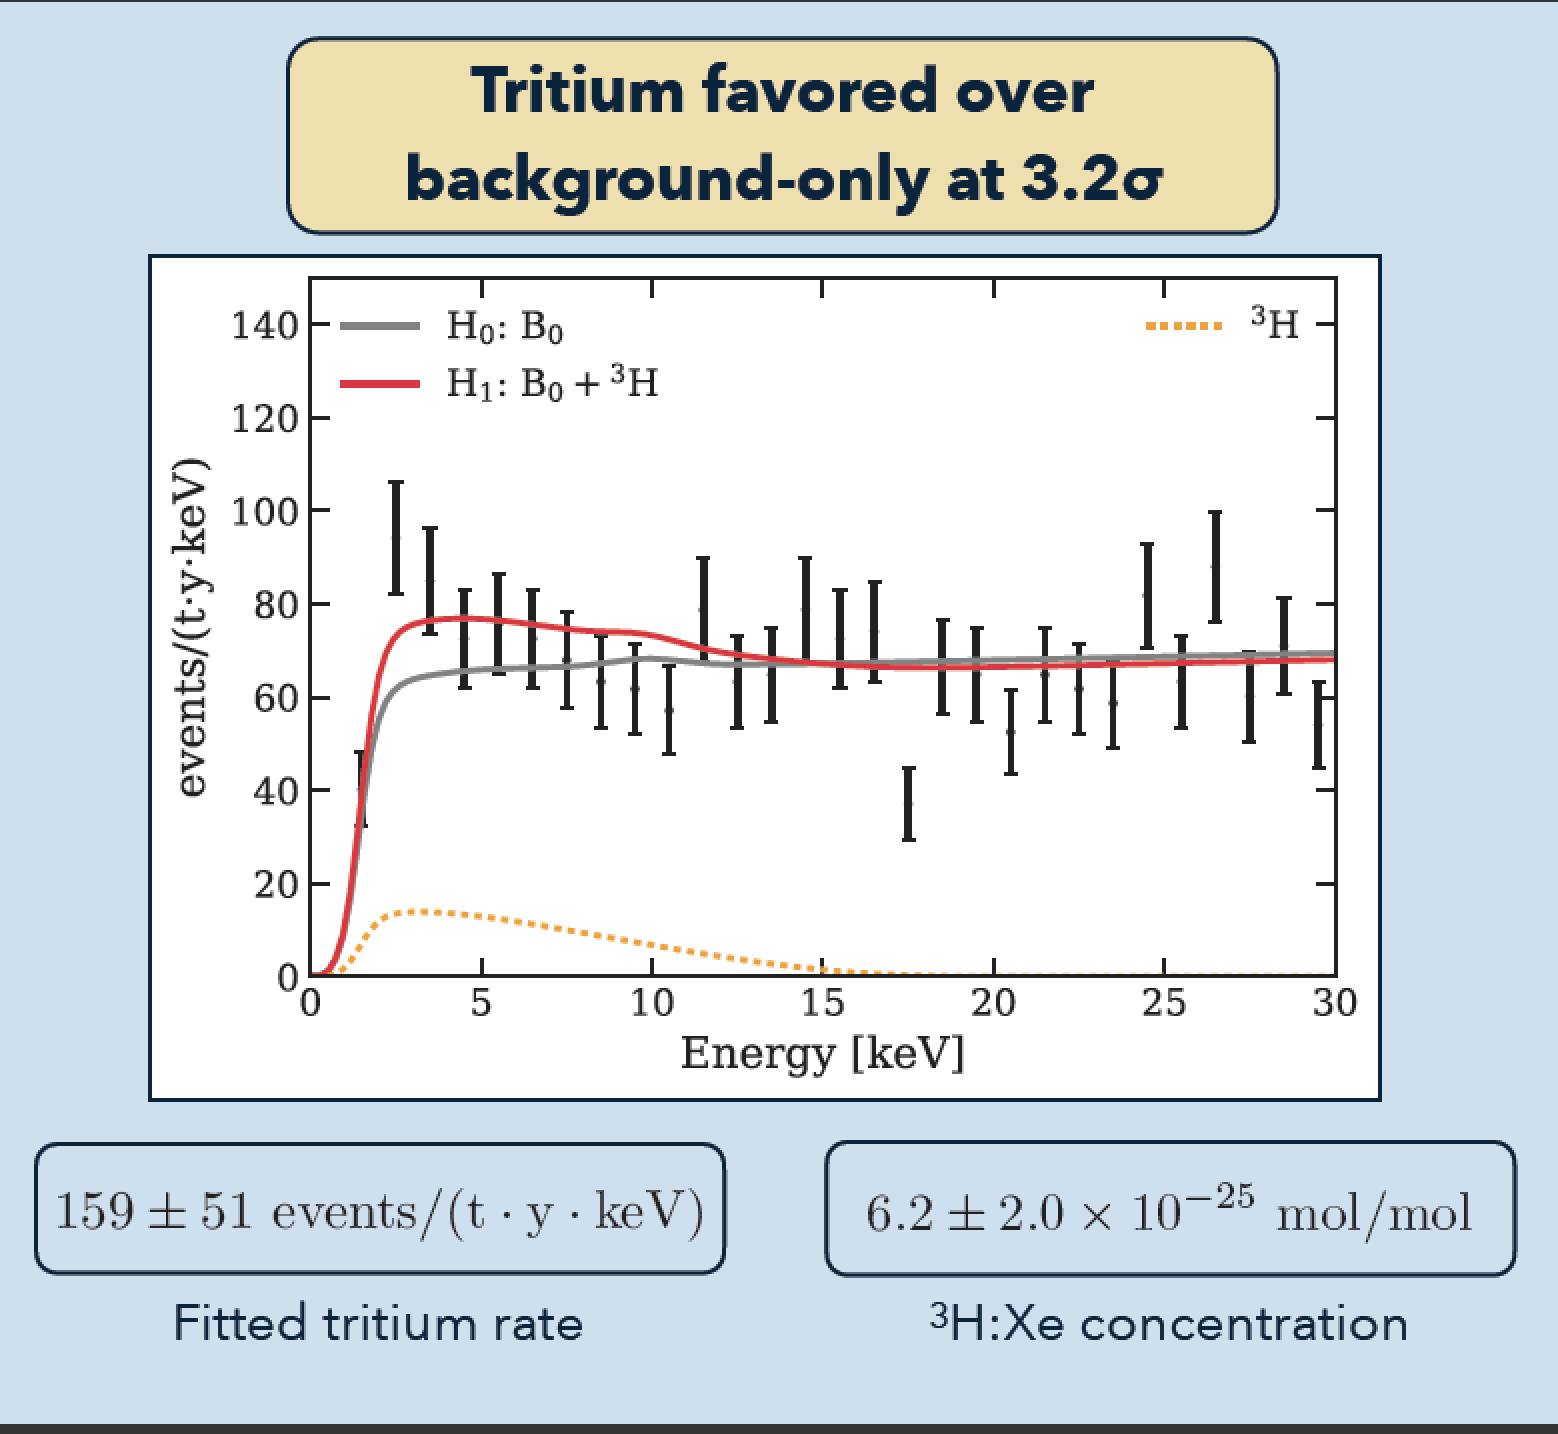 Tritium favored over
background-only at 3.2σ
H₀: B₀
H₁: B₀ + ³H
³H
events/(t·y·keV)
140
120
100
80
60
40
20
0
0 5 10 15 20 25 30
Energy [keV]
159 ± 51 events/(t · y · keV)
6.2 ± 2.0 × 10⁻²⁵ mol/mol
Fitted tritium rate
³H:Xe concentration